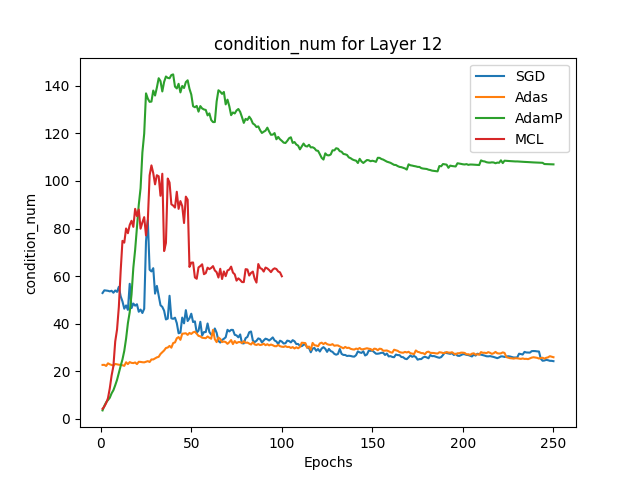 condition_num for Layer 12
condition_num
140
120
100
80
60
40
20
0
0 50 100 150 200 250
Epochs
SGD
Adas
AdamP
MCL